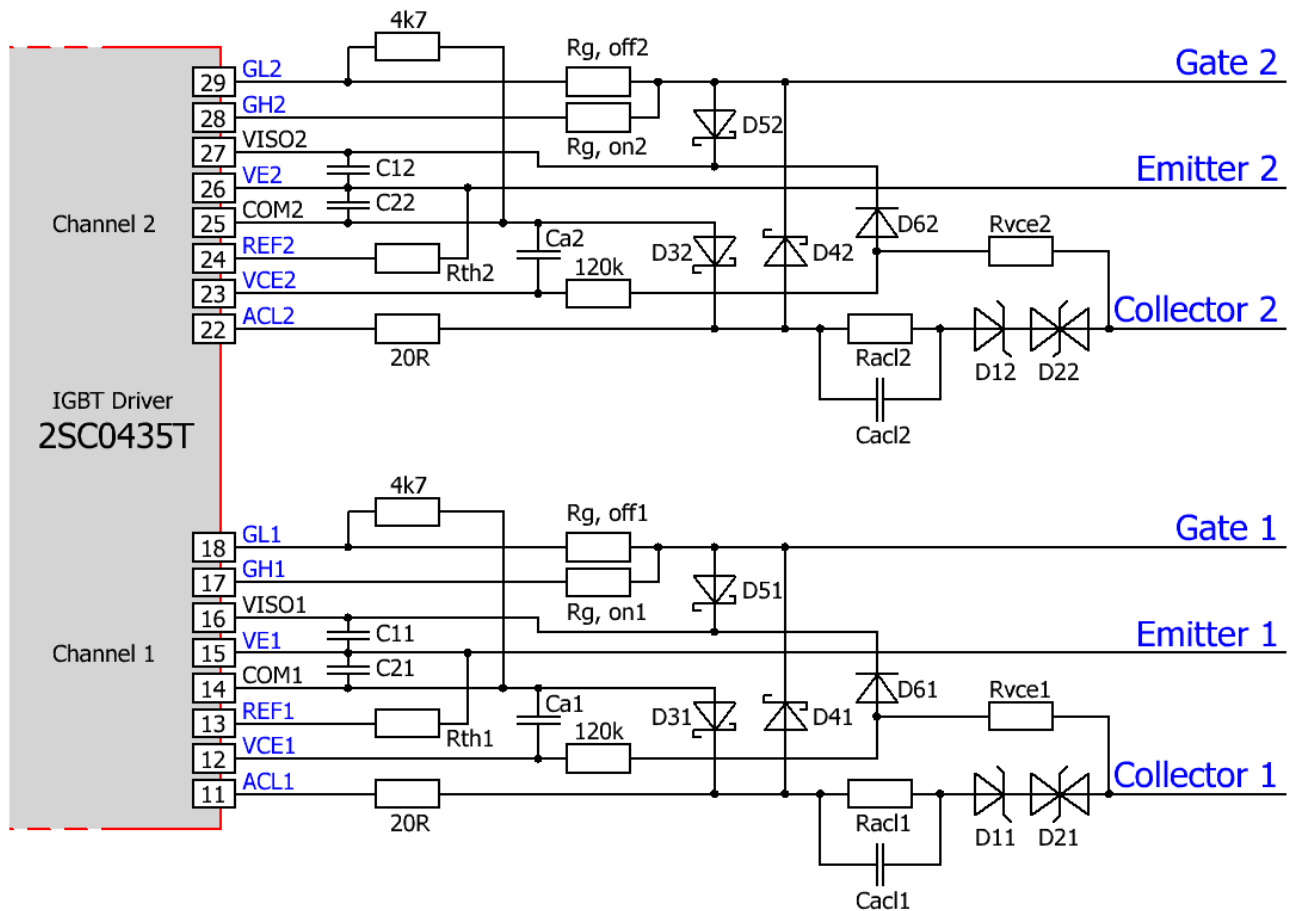 4k7
Rg, off2
Gate 2
29 GL2
28 GH2
D52
Rg, on2
27 VISO2
C12
Emitter 2
26 VE2
C22
Channel 2
25 COM2
Ca2
D32
D42
D62
Rvce2
24 REF2
Rth2
120k
23 VCE2
Collector 2
22 ACL2
20R
Racl2
D12
D22
IGBT Driver
2SC0435T
Cacl2
4k7
Rg, off1
Gate 1
18 GL1
17 GH1
D51
Rg, on1
16 VISO1
C11
Emitter 1
15 VE1
Channel 1
C21
14 COM1
Ca1
D31
D41
D61
Rvce1
13 REF1
Rth1
120k
12 VCE1
Collector 1
11 ACL1
20R
Racl1
D11
D21
Cacl1